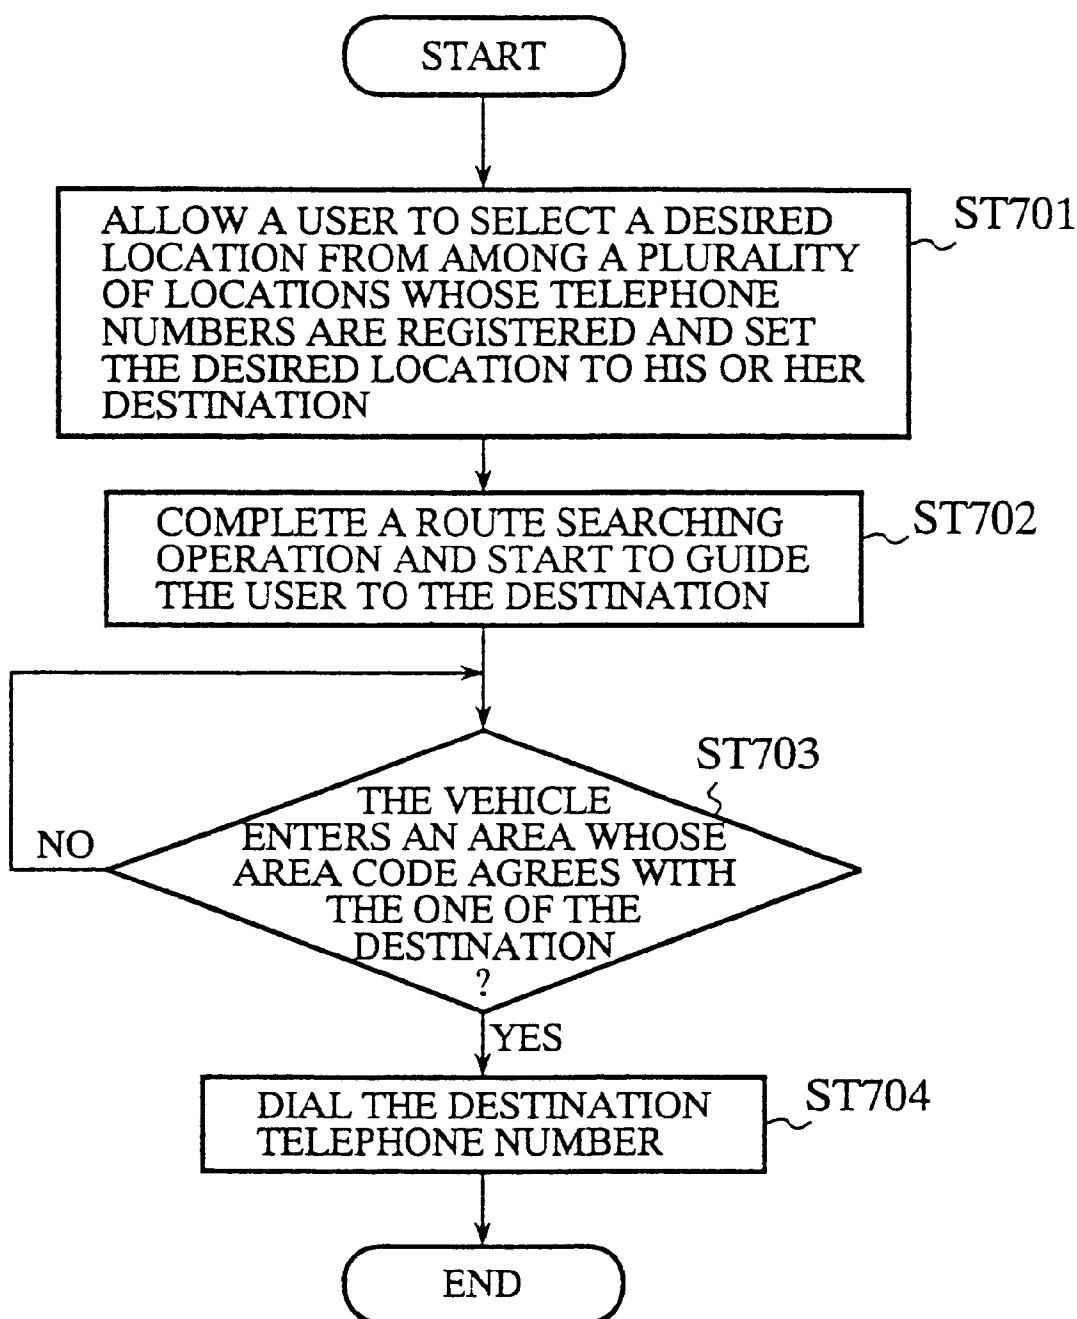 START
ALLOW A USER TO SELECT A DESIRED
LOCATION FROM AMONG A PLURALITY
OF LOCATIONS WHOSE TELEPHONE
NUMBERS ARE REGISTERED AND SET
THE DESIRED LOCATION TO HIS OR HER
DESTINATION
ST701
COMPLETE A ROUTE SEARCHING
OPERATION AND START TO GUIDE
THE USER TO THE DESTINATION
ST702
ST703
THE VEHICLE
ENTERS AN AREA WHOSE
AREA CODE AGREES WITH
THE ONE OF THE
DESTINATION
?
NO
YES
DIAL THE DESTINATION
TELEPHONE NUMBER
ST704
END